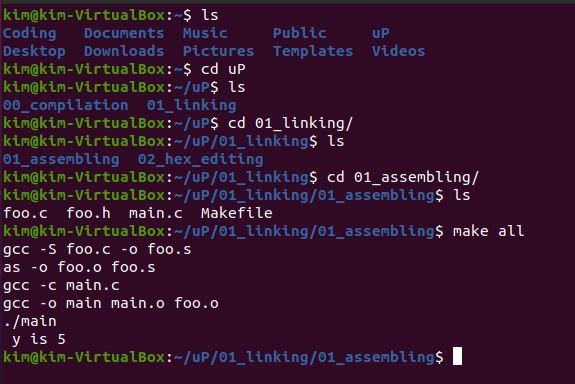 kim@kim-VirtualBox:~$ ls
Coding   Documents  Music     Public     uP
Desktop  Downloads  Pictures  Templates  Videos
kim@kim-VirtualBox:~$ cd uP
kim@kim-VirtualBox:~/uP$ ls
00_compilation  01_linking
kim@kim-VirtualBox:~/uP$ cd 01_linking/
kim@kim-VirtualBox:~/uP/01_linking$ ls
01_assembling  02_hex_editing
kim@kim-VirtualBox:~/uP/01_linking$ cd 01_assembling/
kim@kim-VirtualBox:~/uP/01_linking/01_assembling$ ls
foo.c  foo.h  main.c  Makefile
kim@kim-VirtualBox:~/uP/01_linking/01_assembling$ make all
gcc -S foo.c -o foo.s
as -o foo.o foo.s
gcc -c main.c
gcc -o main main.o foo.o
./main
 y is 5
kim@kim-VirtualBox:~/uP/01_linking/01_assembling$